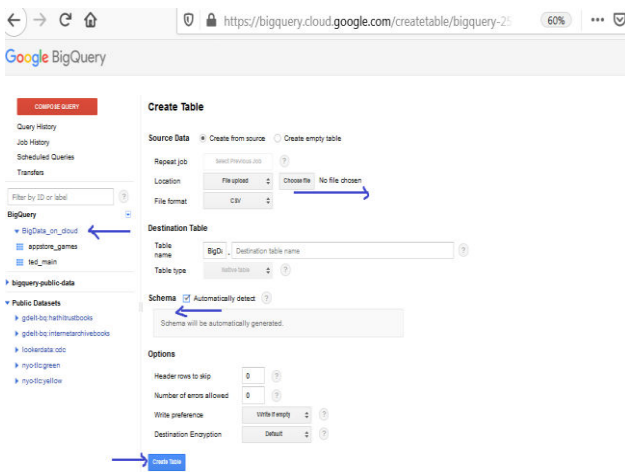 https://bigquery.cloud.google.com/createtable/bigquery-25
60%
Google BigQuery
COMPOSE QUERY
Query History
Job History
Scheduled Queries
Transfers
Filter by ID or label
?
BigQuery
BigData_on_cloud
appstore_games
ted_main
bigquery-public-data
Public Datasets
gdelt-bq:hathitrustbooks
gdelt-bq:internetarchivebooks
lookerdata:cdc
nyc-tlc:green
nyc-tlc:yellow
Create Table
Source Data Create from source Create empty table
Repeat job Select Previous Job ?
Location File upload Choose file No file chosen
File format CSV ?
Destination Table
Table name BigDa . Destination table name ?
Table type Native table ?
Schema Automatically detect ?
Schema will be automatically generated.
Options
Header rows to skip 0 ?
Number of errors allowed 0 ?
Write preference Write if empty ?
Destination Encryption Default ?
Create Table